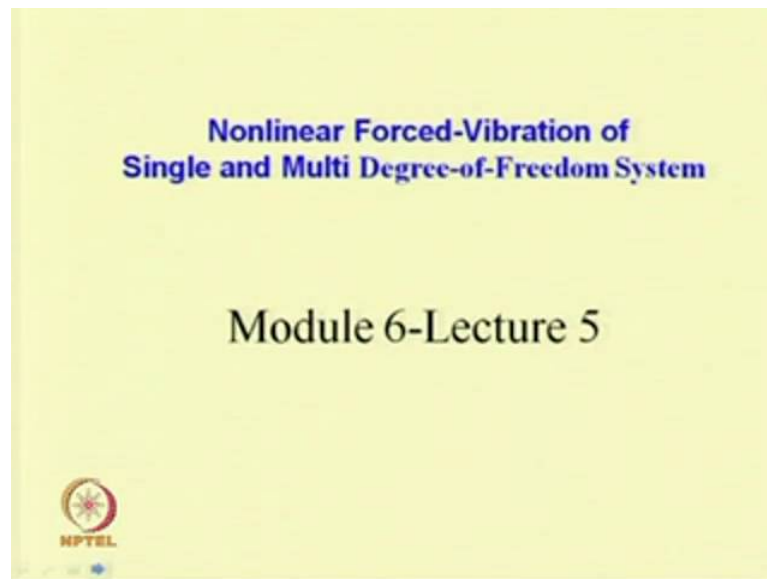 Nonlinear Forced-Vibration of
Single and Multi Degree-of-Freedom System
Module 6-Lecture 5
NPTEL